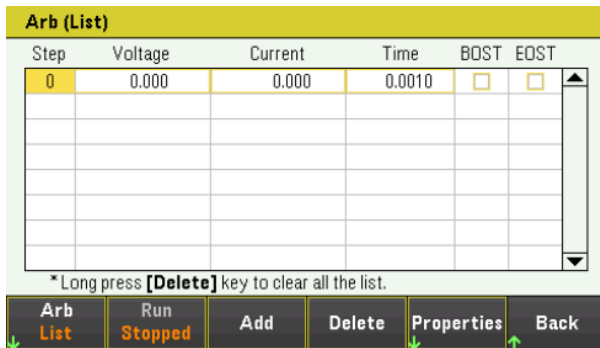 Arb (List)
Step Voltage Current Time BOST EOST
0 0.000 0.000 0.0010
*Long press [Delete] key to clear all the list.
Arb Run Add Delete Properties Back
List Stopped